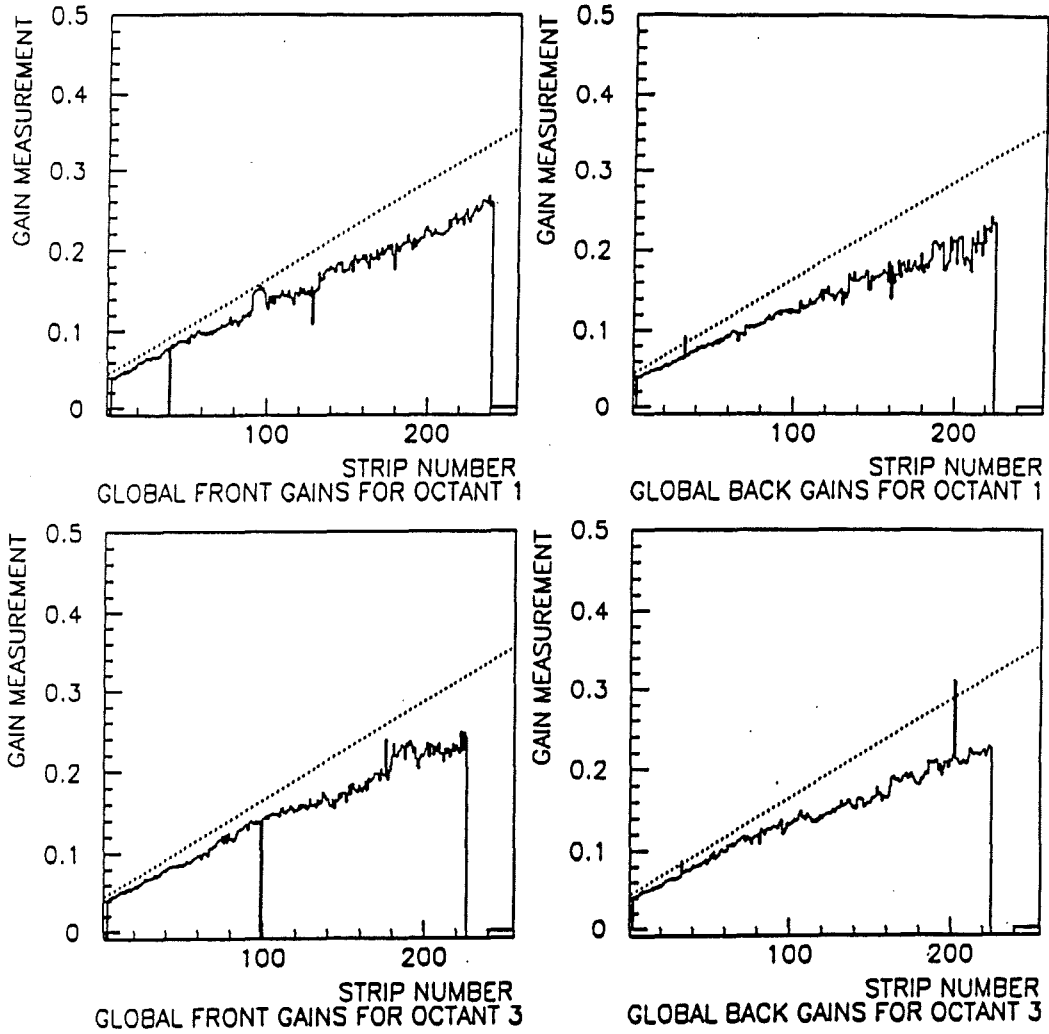 0.5
0.4
0.3
0.2
0.1
0
GAIN MEASUREMENT
100
200
STRIP NUMBER
GLOBAL FRONT GAINS FOR OCTANT 1
0.5
0.4
0.3
0.2
0.1
0
GAIN MEASUREMENT
100
200
STRIP NUMBER
GLOBAL BACK GAINS FOR OCTANT 1
0.5
0.4
0.3
0.2
0.1
0
GAIN MEASUREMENT
100
200
STRIP NUMBER
GLOBAL FRONT GAINS FOR OCTANT 3
0.5
0.4
0.3
0.2
0.1
0
GAIN MEASUREMENT
100
200
STRIP NUMBER
GLOBAL BACK GAINS FOR OCTANT 3